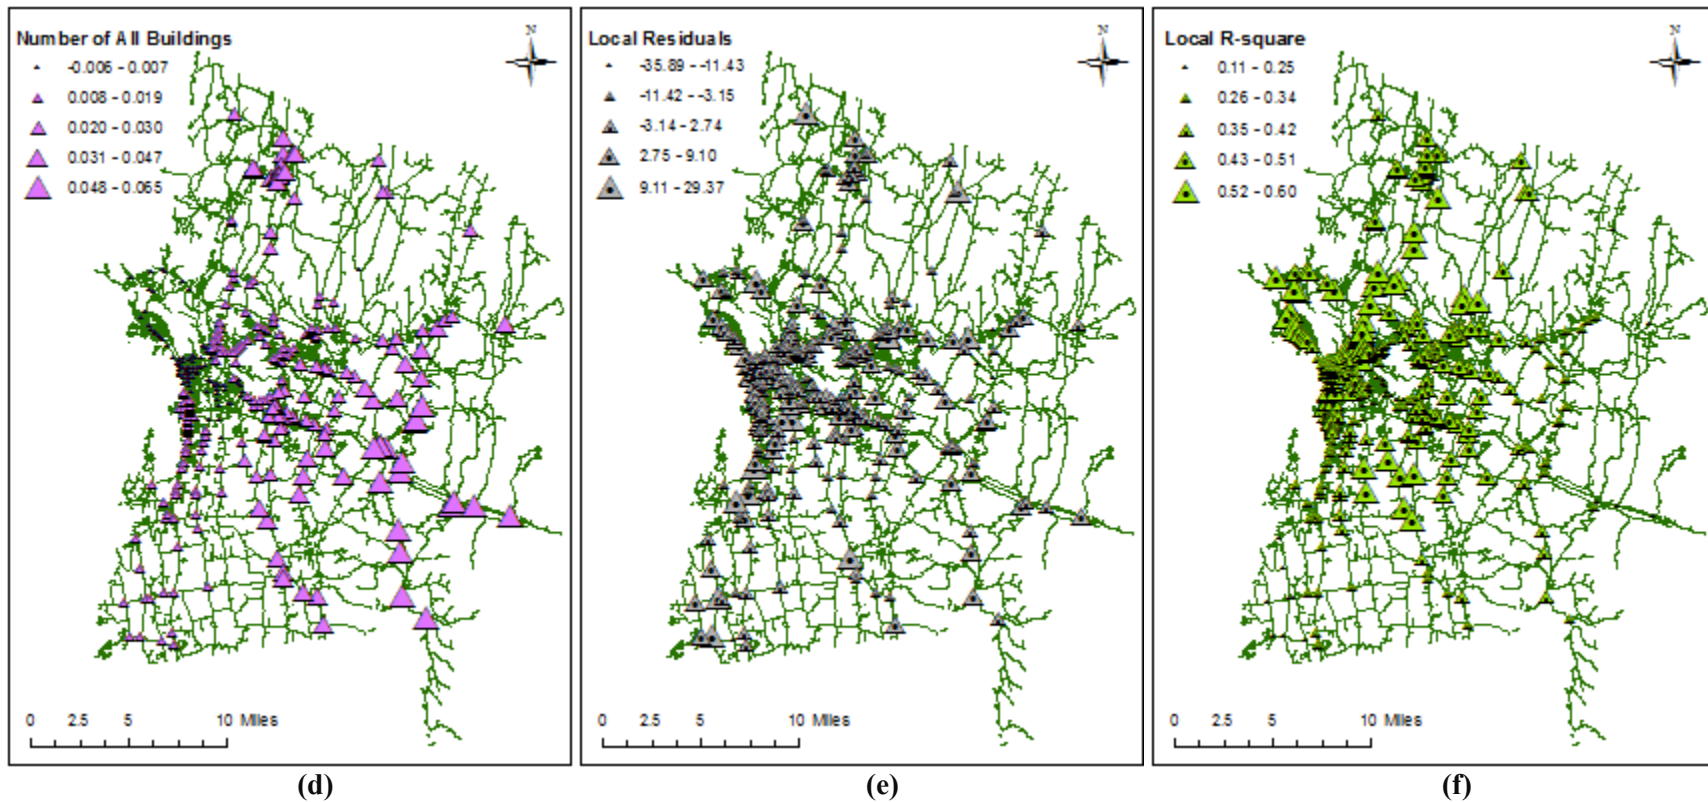 Number of All Buildings
-0.006 - 0.007
0.008 - 0.019
0.020 - 0.030
0.031 - 0.047
0.048 - 0.065
N
0 2.5 5 10 Miles
(d)
Local Residuals
-35.89 - -11.43
-11.42 - -3.15
-3.14 - 2.74
2.75 - 9.10
9.11 - 29.37
N
0 2.5 5 10 Miles
(e)
Local R-square
0.11 - 0.25
0.26 - 0.34
0.35 - 0.42
0.43 - 0.51
0.52 - 0.60
N
0 2.5 5 10 Miles
(f)